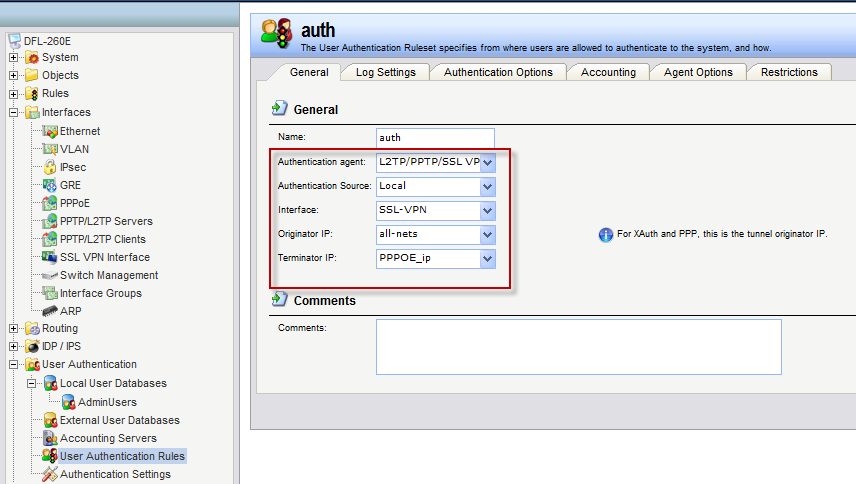 DFL-260E
System
Objects
Rules
Interfaces
Ethernet
VLAN
IPsec
GRE
PPPoE
PPTP/L2TP Servers
PPTP/L2TP Clients
SSL VPN Interface
Switch Management
Interface Groups
ARP
Routing
IDP / IPS
User Authentication
Local User Databases
AdminUsers
External User Databases
Accounting Servers
User Authentication Rules
Authentication Settings
auth
The User Authentication Ruleset specifies from where users are allowed to authenticate to the system, and how.
General Log Settings Authentication Options Accounting Agent Options Restrictions
General
Name: auth
Authentication agent: L2TP/PPTP/SSL VP
Authentication Source: Local
Interface: SSL-VPN
Originator IP: all-nets For XAuth and PPP, this is the tunnel originator IP.
Terminator IP: PPPOE_ip
Comments
Comments: